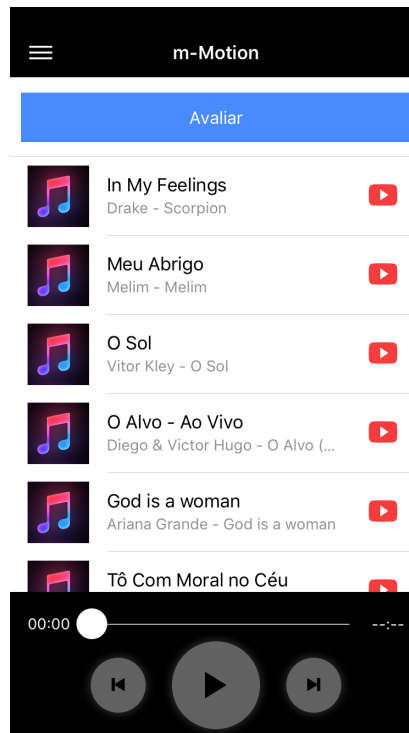 m-Motion
Avaliar
In My Feelings
Drake - Scorpion
Meu Abrigo
Melim - Melim
O Sol
Vitor Kley - O Sol
O Alvo - Ao Vivo
Diego & Victor Hugo - O Alvo (...
God is a woman
Ariana Grande - God is a woman
Tô Com Moral no Céu
00:00 --:--